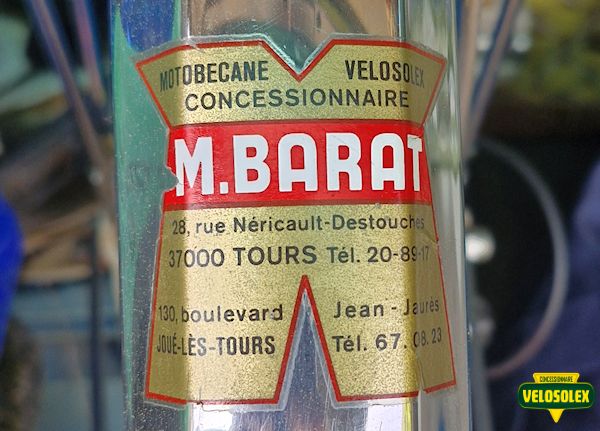 MOTOBECANE VELOSOLEX
CONCESSIONNAIRE
M.BARAT
28, rue Néricault-Destouches
37000 TOURS Tél. 20-89-17
130, boulevard Jean-Jaurès
JOUÉ-LÈS-TOURS Tél. 67.08.23
CONCESSIONNAIRE
VELOSOLEX